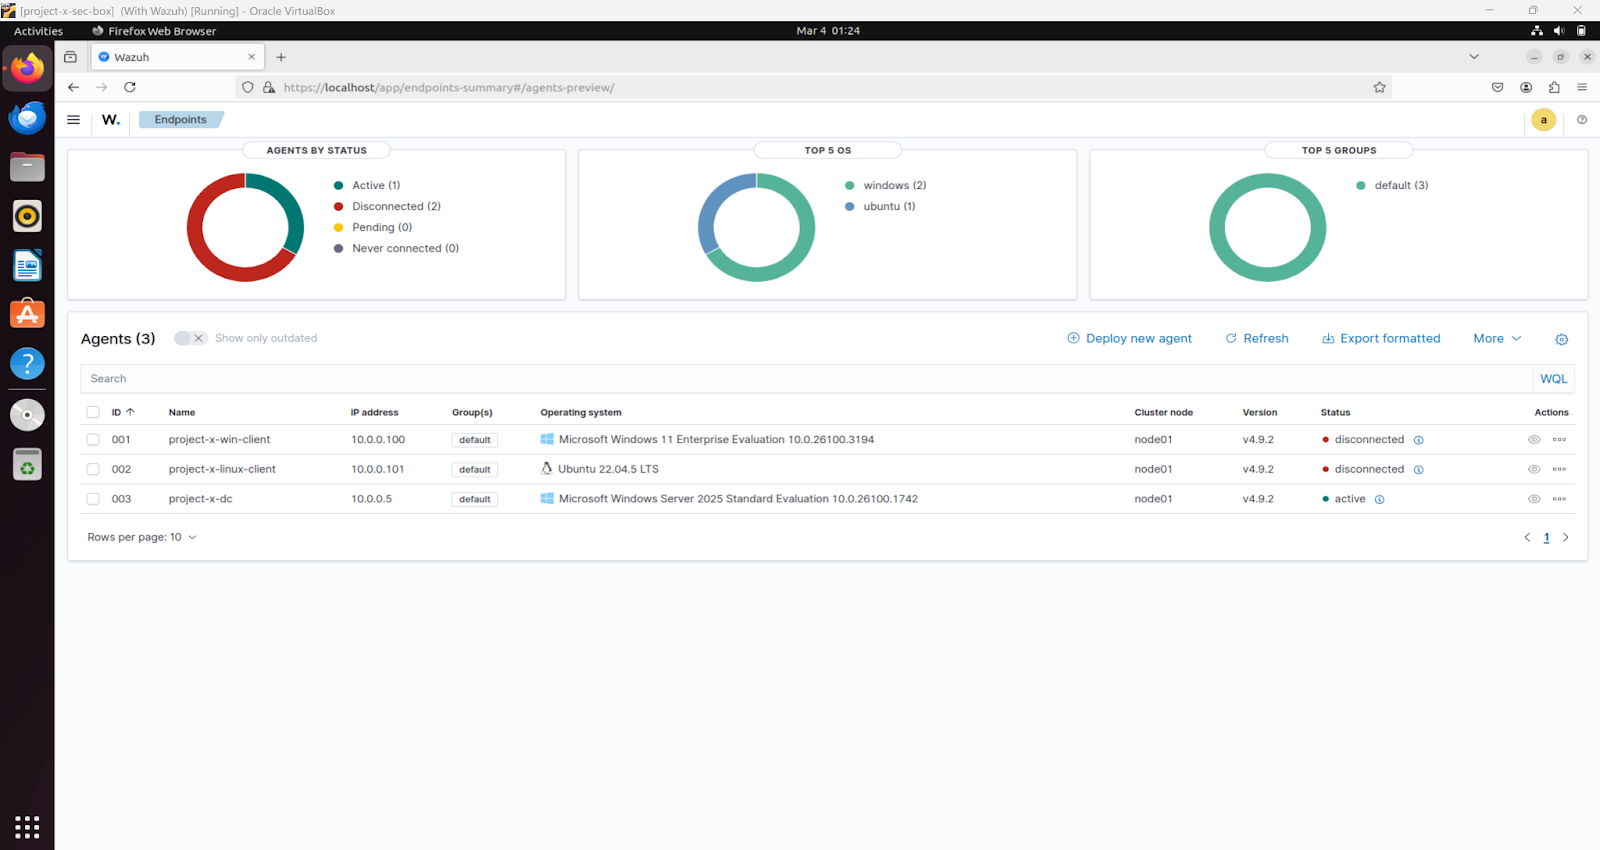 [project-x-sec-box] (With Wazuh) [Running] - Oracle VirtualBox
Activities Firefox Web Browser Mar 4 01:24
Wazuh
https://localhost/app/endpoints-summary#/agents-preview/
W. Endpoints a
AGENTS BY STATUS
Active (1)
Disconnected (2)
Pending (0)
Never connected (0)
TOP 5 OS
windows (2)
ubuntu (1)
TOP 5 GROUPS
default (3)
Agents (3) Show only outdated Deploy new agent Refresh Export formatted More
Search WQL
ID Name IP address Group(s) Operating system Cluster node Version Status Actions
001 project-x-win-client 10.0.0.100 default Microsoft Windows 11 Enterprise Evaluation 10.0.26100.3194 node01 v4.9.2 disconnected
002 project-x-linux-client 10.0.0.101 default Ubuntu 22.04.5 LTS node01 v4.9.2 disconnected
003 project-x-dc 10.0.0.5 default Microsoft Windows Server 2025 Standard Evaluation 10.0.26100.1742 node01 v4.9.2 active
Rows per page: 10 1